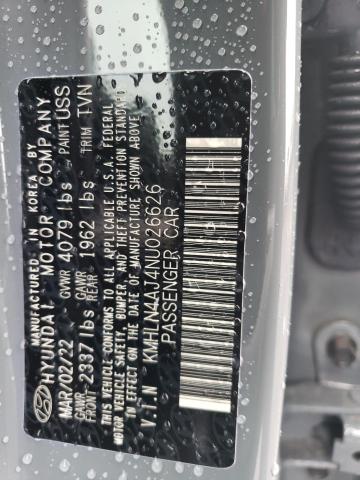 MANUFACTURED IN KOREA BY
HYUNDAI MOTOR COMPANY
MAR/02/22 GVWR 4079 lbs PAINT USS
GAWR FRONT 2337 lbs GAWR REAR 1962 lbs TRIM TVN
THIS VEHICLE CONFORMS TO ALL APPLICABLE U.S.A. FEDERAL
MOTOR VEHICLE SAFETY, BUMPER, AND THEFT PREVENTION STANDARDS
IN EFFECT ON THE DATE OF MANUFACTURE SHOWN ABOVE
V.I.N KMHLN4AJ4NU026626
PASSENGER CAR